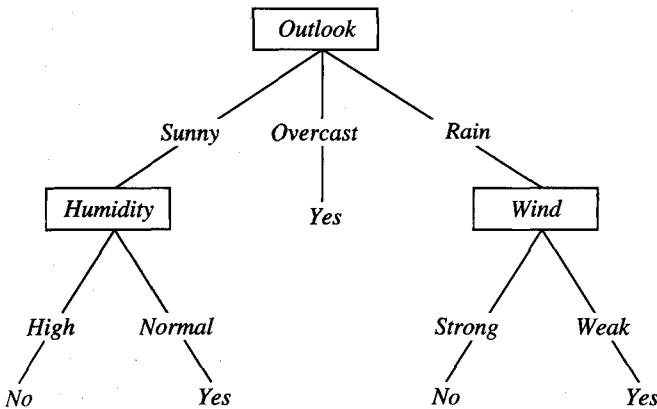 Outlook
Sunny Overcast Rain
Humidity Yes Wind
High Normal Strong Weak
No Yes No Yes